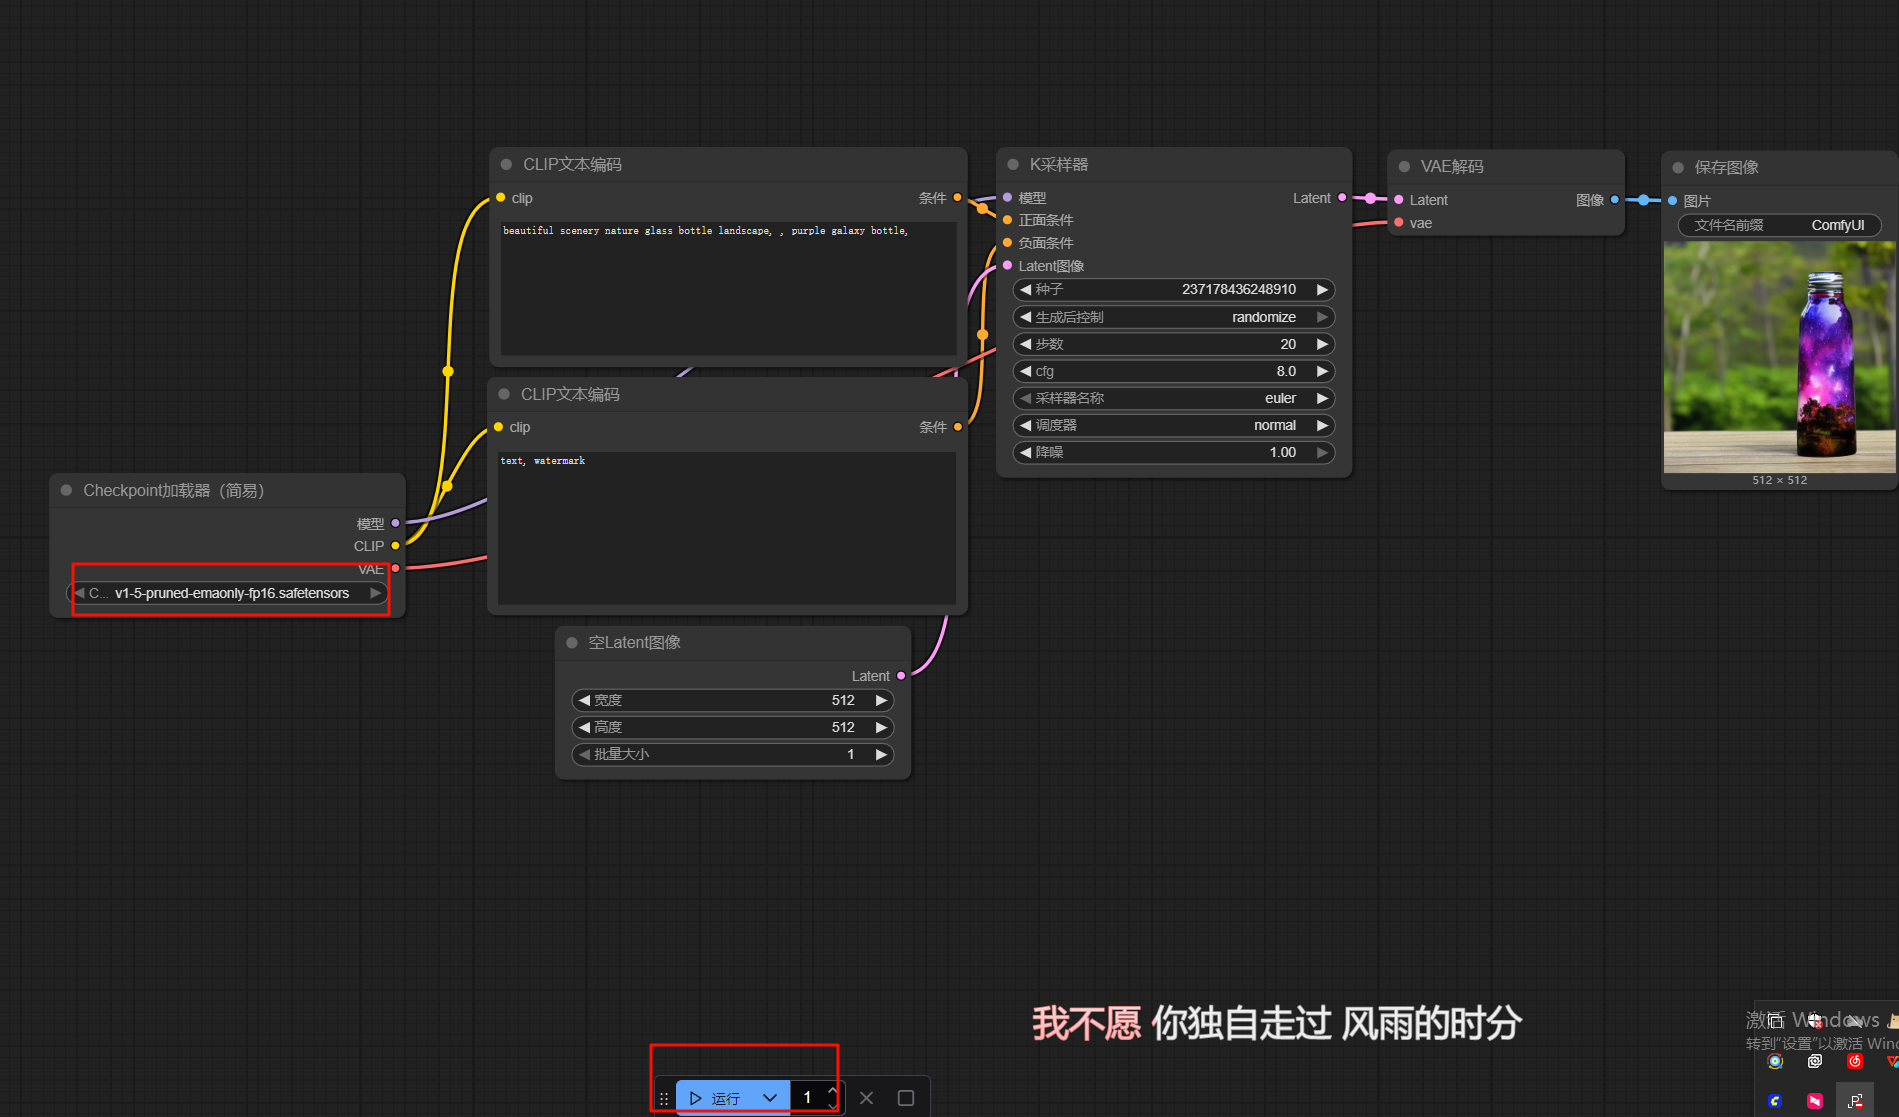 CLIP文本编码
clip
条件
beautiful scenery nature glass bottle landscape, , purple galaxy bottle,
CLIP文本编码
clip
条件
text, watermark
Checkpoint加载器（简易）
模型
CLIP
VAE
C... v1-5-pruned-emaonly-fp16.safetensors
空Latent图像
Latent
宽度 512
高度 512
批量大小 1
K采样器
模型 Latent
正面条件
负面条件
Latent图像
种子 237178436248910
生成后控制 randomize
步数 20
cfg 8.0
采样器名称 euler
调度器 normal
降噪 1.00
VAE解码
Latent 图像
vae
保存图像
图片
文件名前缀 ComfyUI
512 × 512
我不愿 你独自走过 风雨的时分
激活 Windows
转到"设置"以激活 Winc
运行 1